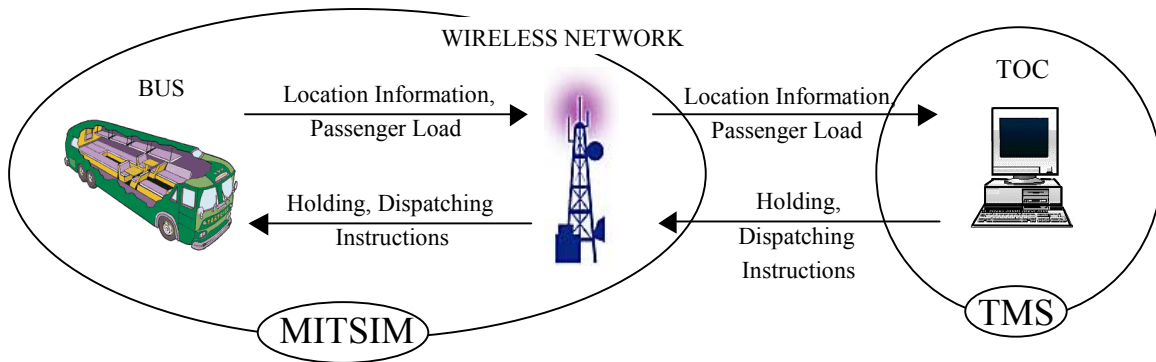 WIRELESS NETWORK
BUS
TOC
Location Information,
Passenger Load
Location Information,
Passenger Load
Holding, Dispatching
Instructions
Holding,
Dispatching
Instructions
MITSIM
TMS